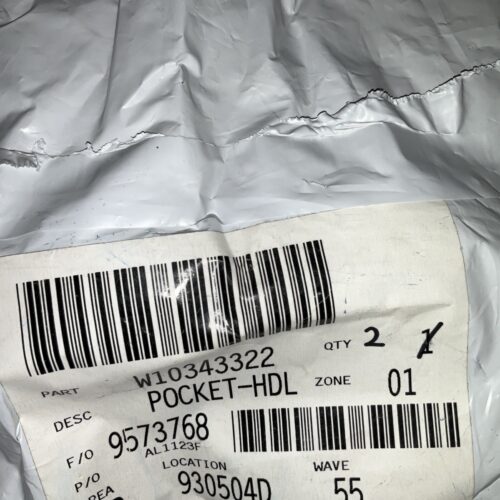 PART W10343322 QTY 2 1
DESC POCKET-HDL ZONE 01
F/O 9573768
P/O AL1123F
LOCATION WAVE
930504D 55